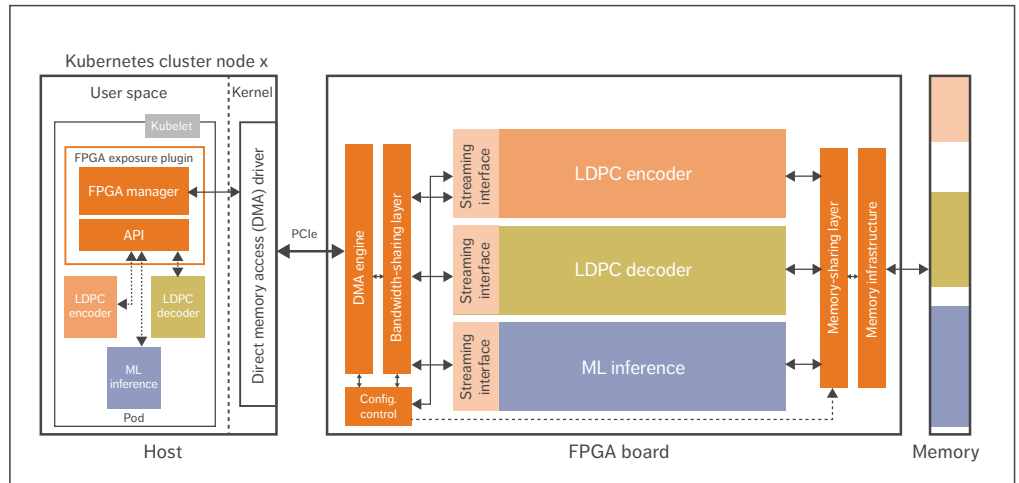 Kubernetes cluster node x
User space
Kernel
Kubelet
FPGA exposure plugin
FPGA manager
API
LDPC
encoder
LDPC
decoder
ML
inference
Pod
Direct memory access (DMA) driver
Host
PCIe
DMA engine
Bandwidth-sharing layer
Config.
control
Streaming
interface
LDPC encoder
Streaming
interface
LDPC decoder
Streaming
interface
ML inference
Memory-sharing layer
Memory infrastructure
FPGA board
Memory